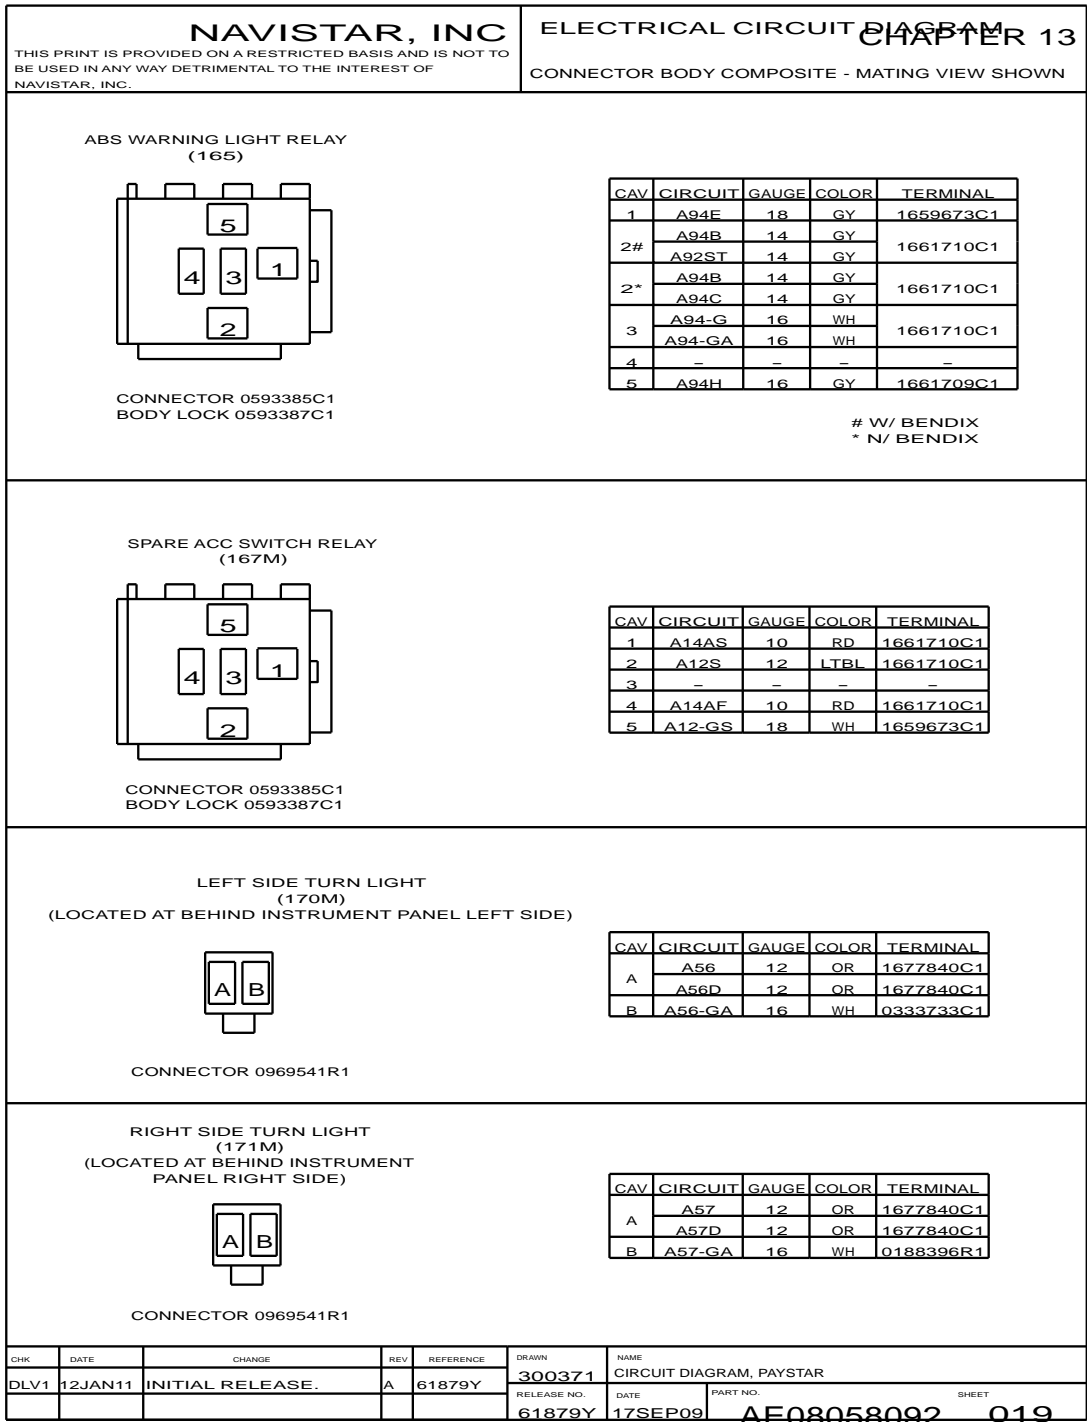 NAVISTAR, INC
THIS PRINT IS PROVIDED ON A RESTRICTED BASIS AND IS NOT TO
BE USED IN ANY WAY DETRIMENTAL TO THE INTEREST OF
NAVISTAR, INC.
ELECTRICAL CIRCUIT DIAGRAM
CHAPTER 13
CONNECTOR BODY COMPOSITE - MATING VIEW SHOWN
ABS WARNING LIGHT RELAY
(165)
5
4 3 1
2
CONNECTOR 0593385C1
BODY LOCK 0593387C1
CAV CIRCUIT GAUGE COLOR TERMINAL
1 A94E 18 GY 1659673C1
2# A94B 14 GY 1661710C1
A92ST 14 GY
2* A94B 14 GY 1661710C1
A94C 14 GY
3 A94-G 16 WH 1661710C1
A94-GA 16 WH
4 – – – –
5 A94H 16 GY 1661709C1
# W/ BENDIX
* N/ BENDIX
SPARE ACC SWITCH RELAY
(167M)
5
4 3 1
2
CONNECTOR 0593385C1
BODY LOCK 0593387C1
CAV CIRCUIT GAUGE COLOR TERMINAL
1 A14AS 10 RD 1661710C1
2 A12S 12 LTBL 1661710C1
3 – – – –
4 A14AF 10 RD 1661710C1
5 A12-GS 18 WH 1659673C1
LEFT SIDE TURN LIGHT
(170M)
(LOCATED AT BEHIND INSTRUMENT PANEL LEFT SIDE)
A B
CONNECTOR 0969541R1
CAV CIRCUIT GAUGE COLOR TERMINAL
A A56 12 OR 1677840C1
A56D 12 OR 1677840C1
B A56-GA 16 WH 0333733C1
RIGHT SIDE TURN LIGHT
(171M)
(LOCATED AT BEHIND INSTRUMENT
PANEL RIGHT SIDE)
A B
CONNECTOR 0969541R1
CAV CIRCUIT GAUGE COLOR TERMINAL
A A57 12 OR 1677840C1
A57D 12 OR 1677840C1
B A57-GA 16 WH 0188396R1
CHK DATE CHANGE REV REFERENCE
DLV1 12JAN11 INITIAL RELEASE. A 61879Y
DRAWN
300371
NAME
CIRCUIT DIAGRAM, PAYSTAR
RELEASE NO.
61879Y
DATE
17SEP09
PART NO.
AF08058092
SHEET
019